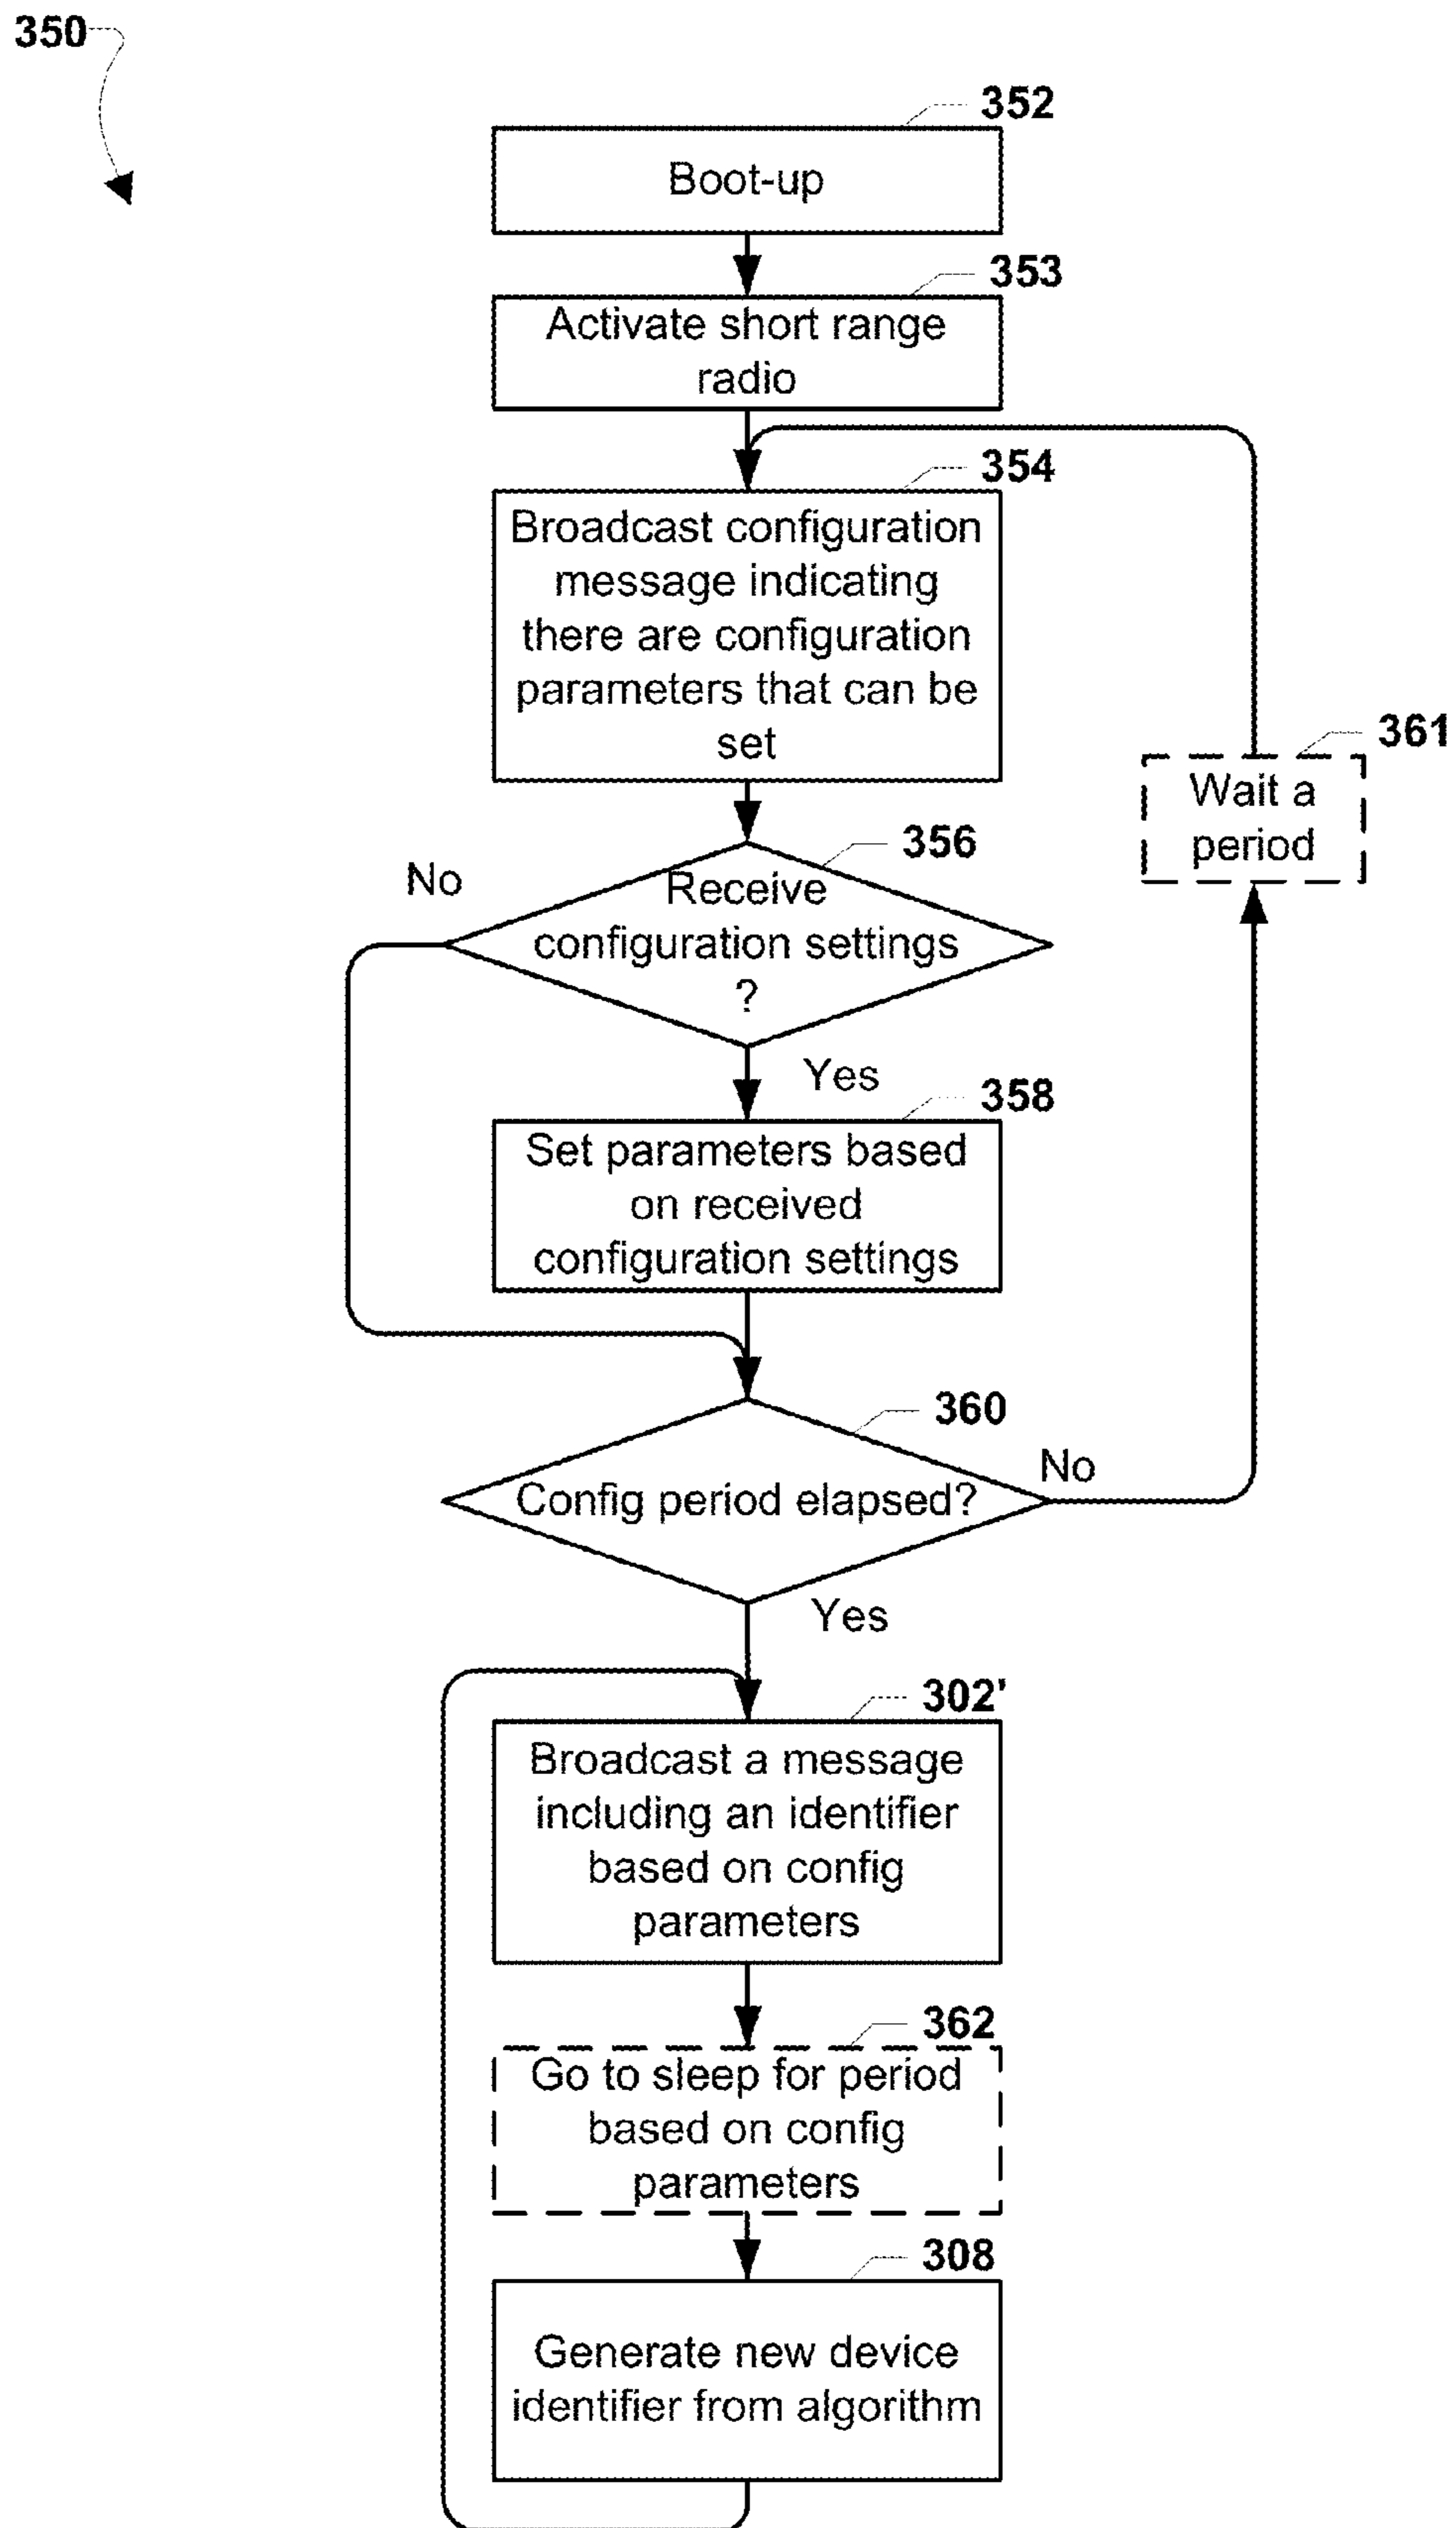 350
352
Boot-up
353
Activate short range
radio
354
Broadcast configuration
message indicating
there are configuration
parameters that can be
set
361
Wait a
period
356
No
Receive
configuration settings
?
Yes
358
Set parameters based
on received
configuration settings
360
No
Config period elapsed?
Yes
302'
Broadcast a message
including an identifier
based on config
parameters
362
Go to sleep for period
based on config
parameters
308
Generate new device
identifier from algorithm